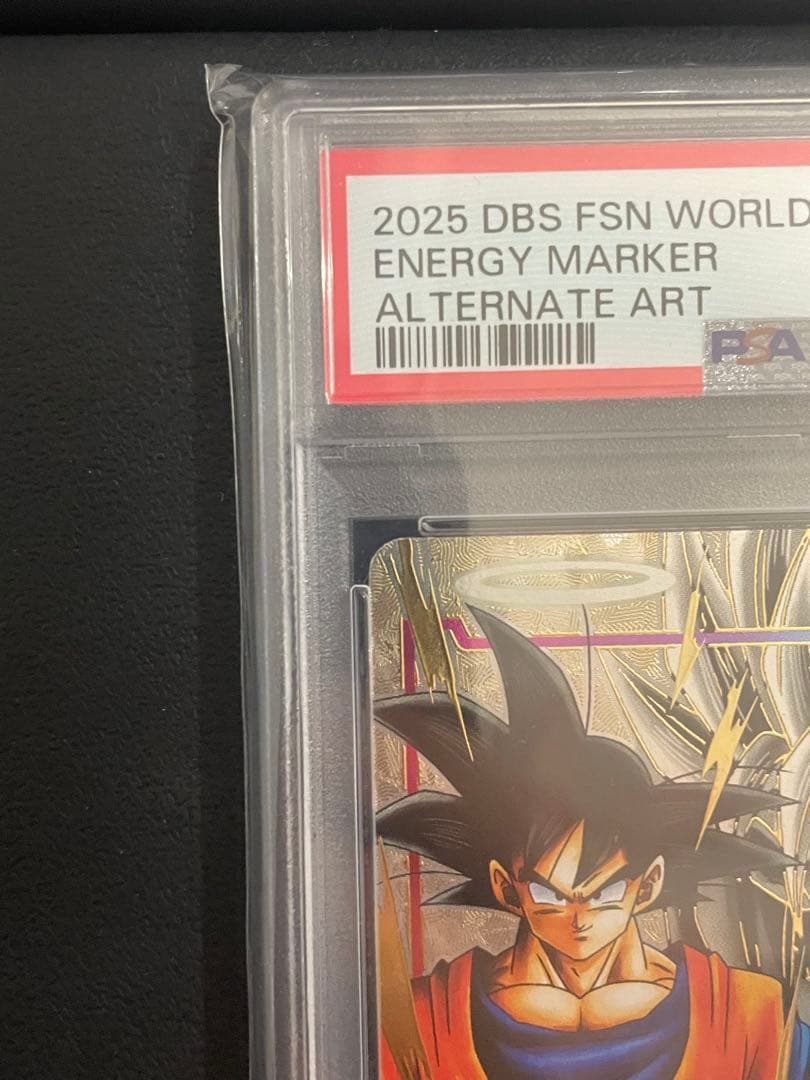 2025 DBS FSN WORLD
ENERGY MARKER
ALTERNATE ART
PSA